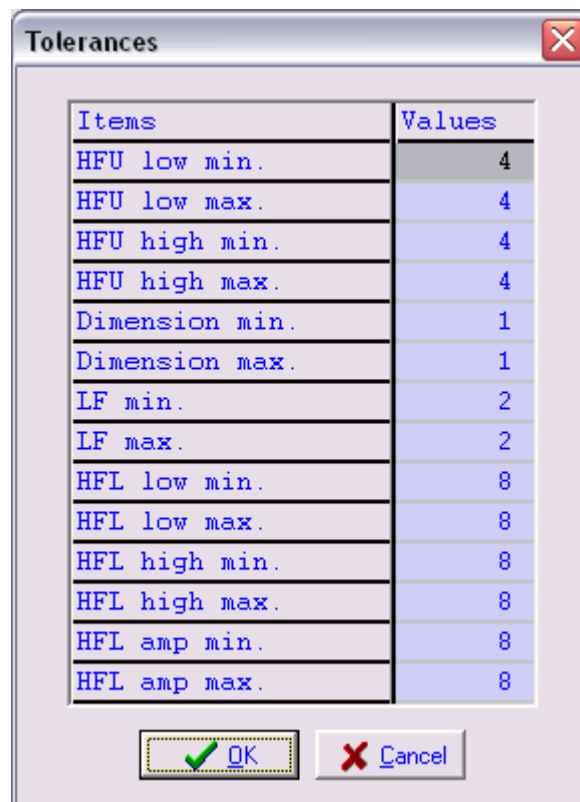 Tolerances
Items Values
HFU low min. 4
HFU low max. 4
HFU high min. 4
HFU high max. 4
Dimension min. 1
Dimension max. 1
LF min. 2
LF max. 2
HFL low min. 8
HFL low max. 8
HFL high min. 8
HFL high max. 8
HFL amp min. 8
HFL amp max. 8
OK Cancel